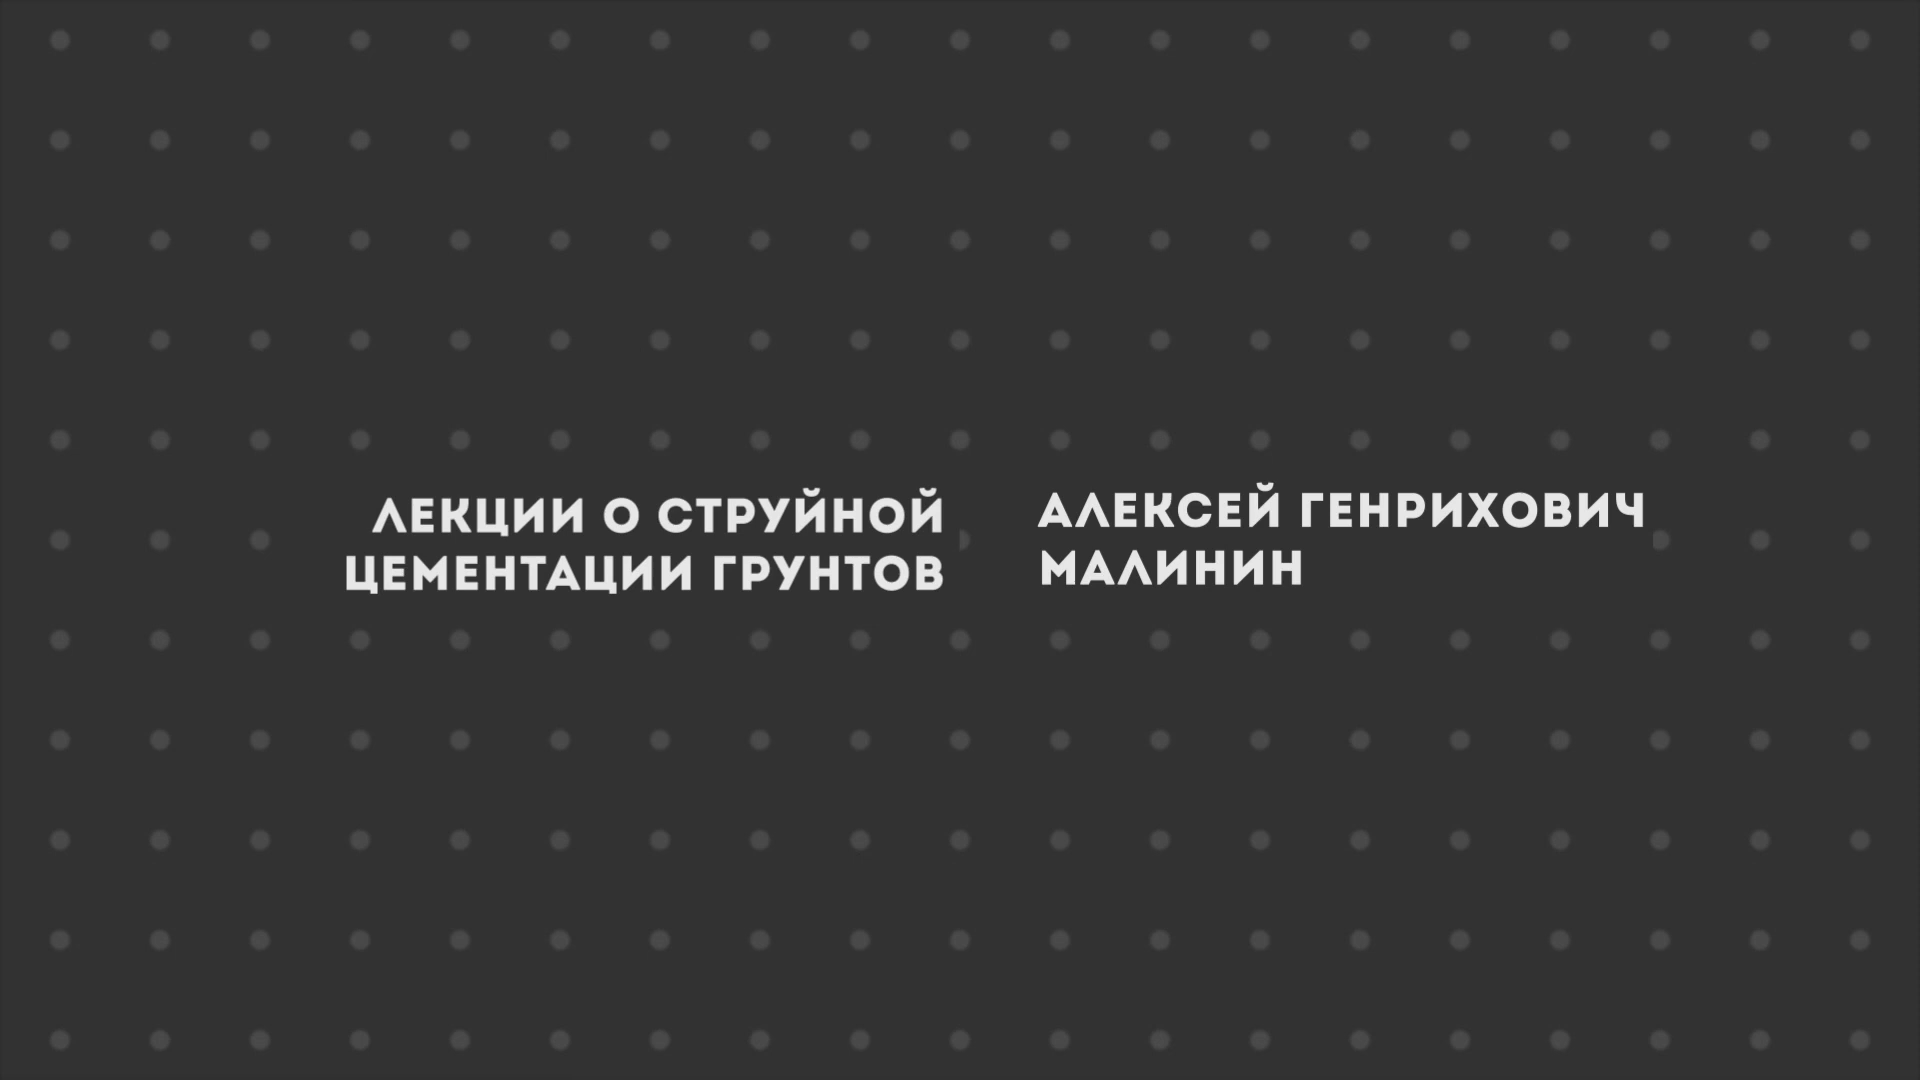 ЛЕКЦИИ О СТРУЙНОЙ
ЦЕМЕНТАЦИИ ГРУНТОВ
АЛЕКСЕЙ ГЕНРИХОВИЧ
МАЛИНИН